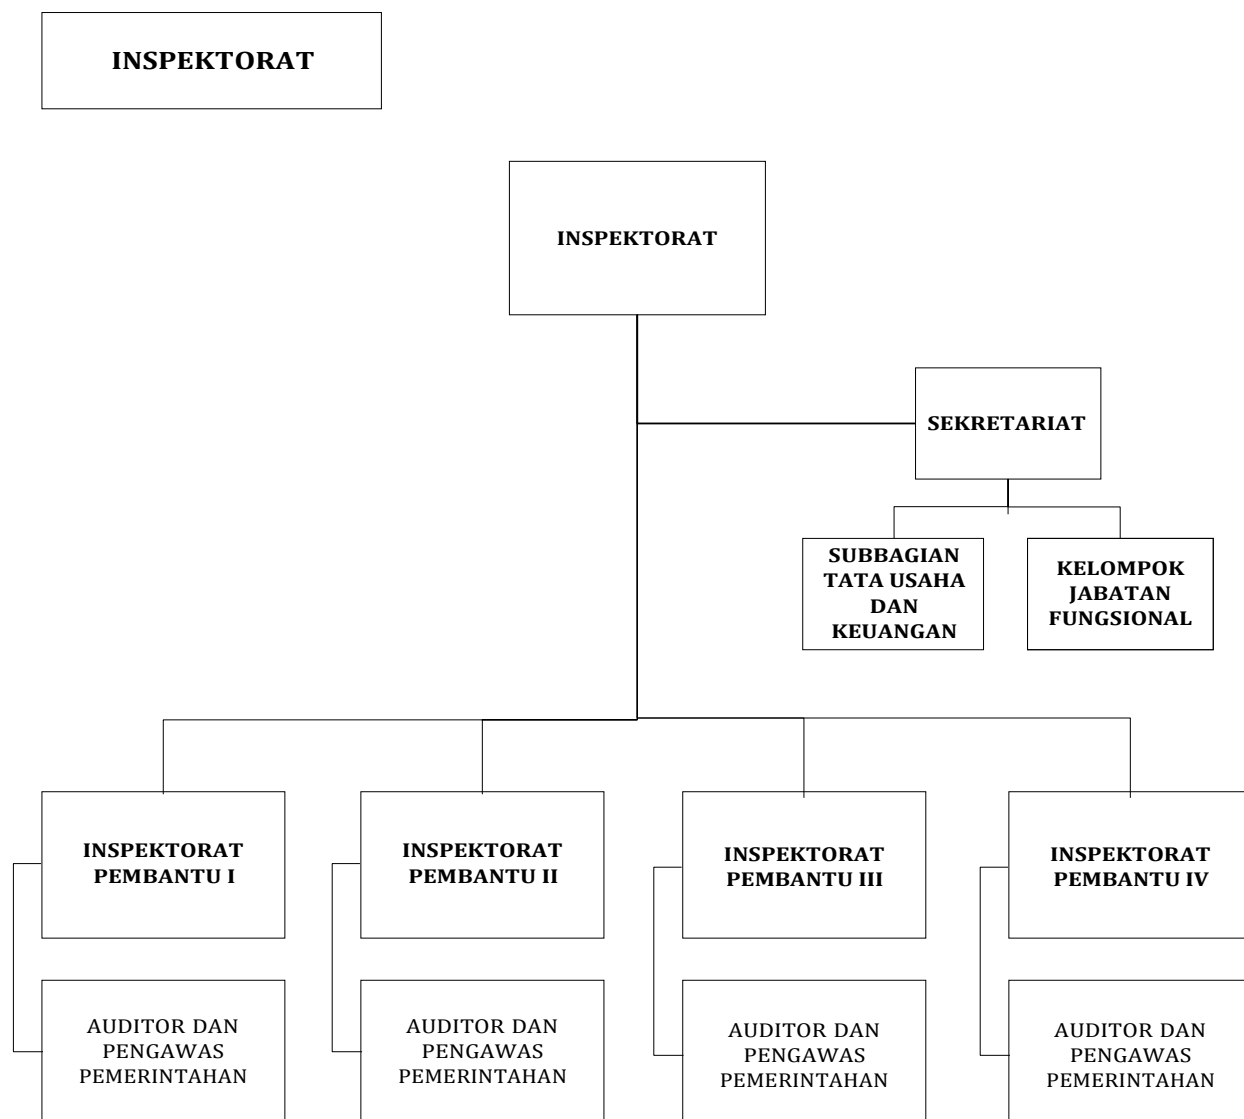 INSPEKTORAT
INSPEKTORAT
SEKRETARIAT
SUBBAGIAN
TATA USAHA
DAN
KEUANGAN
KELOMPOK
JABATAN
FUNGSIONAL
INSPEKTORAT
PEMBANTU I
INSPEKTORAT
PEMBANTU II
INSPEKTORAT
PEMBANTU III
INSPEKTORAT
PEMBANTU IV
AUDITOR DAN
PENGAWAS
PEMERINTAHAN
AUDITOR DAN
PENGAWAS
PEMERINTAHAN
AUDITOR DAN
PENGAWAS
PEMERINTAHAN
AUDITOR DAN
PENGAWAS
PEMERINTAHAN